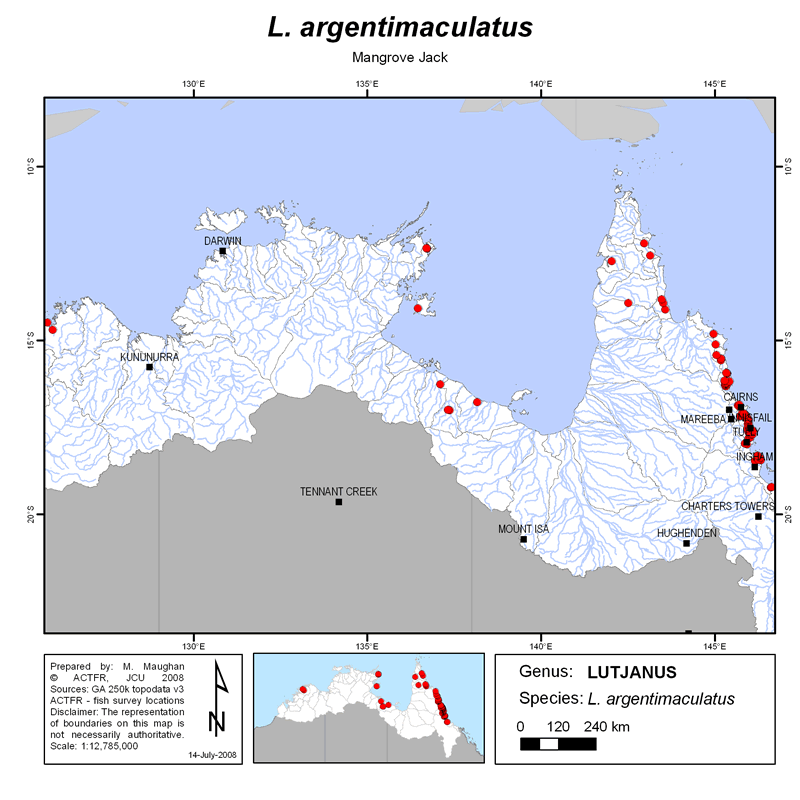 L. argentimaculatus
Mangrove Jack
130°E 135°E 140°E 145°E
10°S 10°S
DARWIN
15°S 15°S
KUNUNURRA
CAIRNS
MAREEBA
INGHAM
TENNANT CREEK
CHARTERS TOWERS
20°S 20°S
MOUNT ISA
HUGHENDEN
130°E 135°E 140°E 145°E
Prepared by: M. Maughan
© ACTFR, JCU 2008
Sources: GA 250k topodata v3
ACTFR - fish survey locations
Disclaimer: The representation
of boundaries on this map is
not necessarily authoritative.
Scale: 1:12,785,000
N
14-July-2008
Genus: LUTJANUS
Species: L. argentimaculatus
0 120 240 km